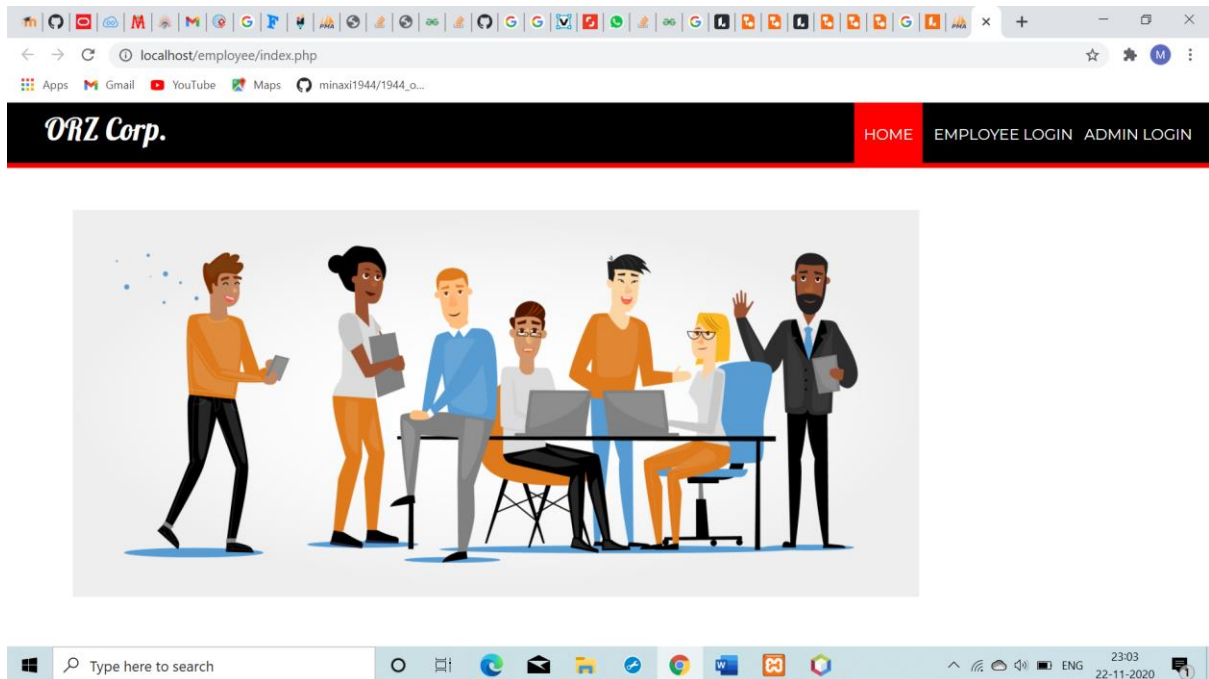 localhost/employee/index.php
M
Apps Gmail YouTube Maps minaxi1944/1944_o...
ORZ Corp. HOME EMPLOYEE LOGIN ADMIN LOGIN
Type here to search
ENG 23:03
22-11-2020
1